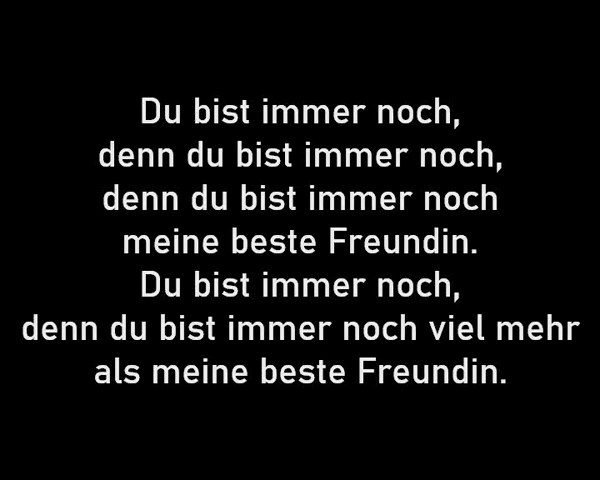 Du bist immer noch,
denn du bist immer noch,
denn du bist immer noch
meine beste Freundin.
Du bist immer noch,
denn du bist immer noch viel mehr
als meine beste Freundin.